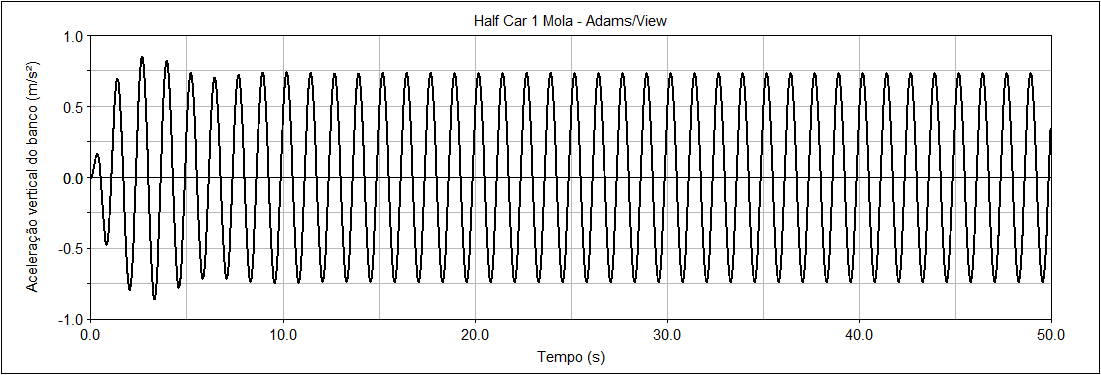 Half Car 1 Mola - Adams/View
Aceleração vertical do banco (m/s²)
1.0
0.5
0.0
-0.5
-1.0
0.0 10.0 20.0 30.0 40.0 50.0
Tempo (s)